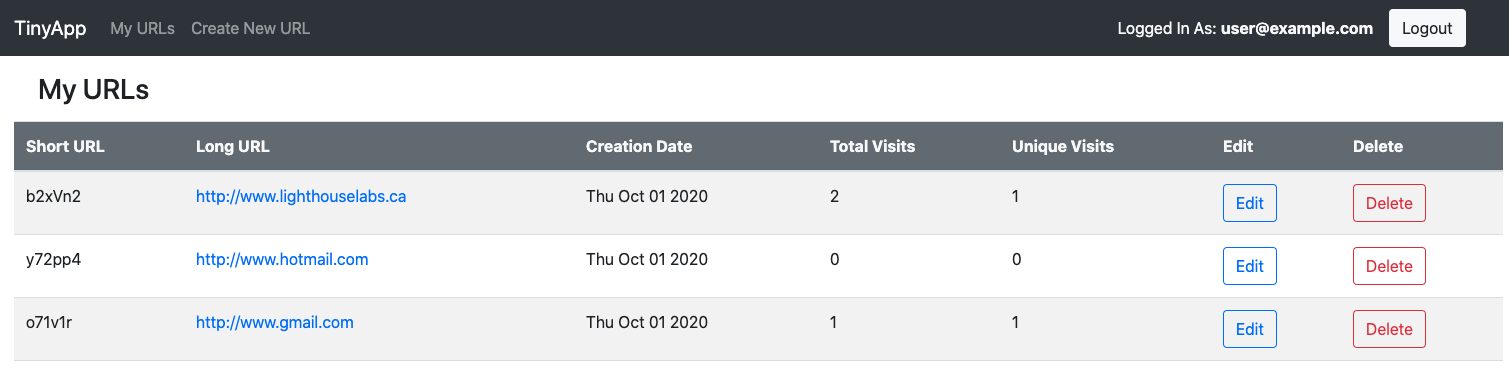 TinyApp My URLs Create New URL Logged In As: user@example.com Logout
My URLs
Short URL Long URL Creation Date Total Visits Unique Visits Edit Delete
b2xVn2 http://www.lighthouselabs.ca Thu Oct 01 2020 2 1 Edit Delete
y72pp4 http://www.hotmail.com Thu Oct 01 2020 0 0 Edit Delete
o71v1r http://www.gmail.com Thu Oct 01 2020 1 1 Edit Delete